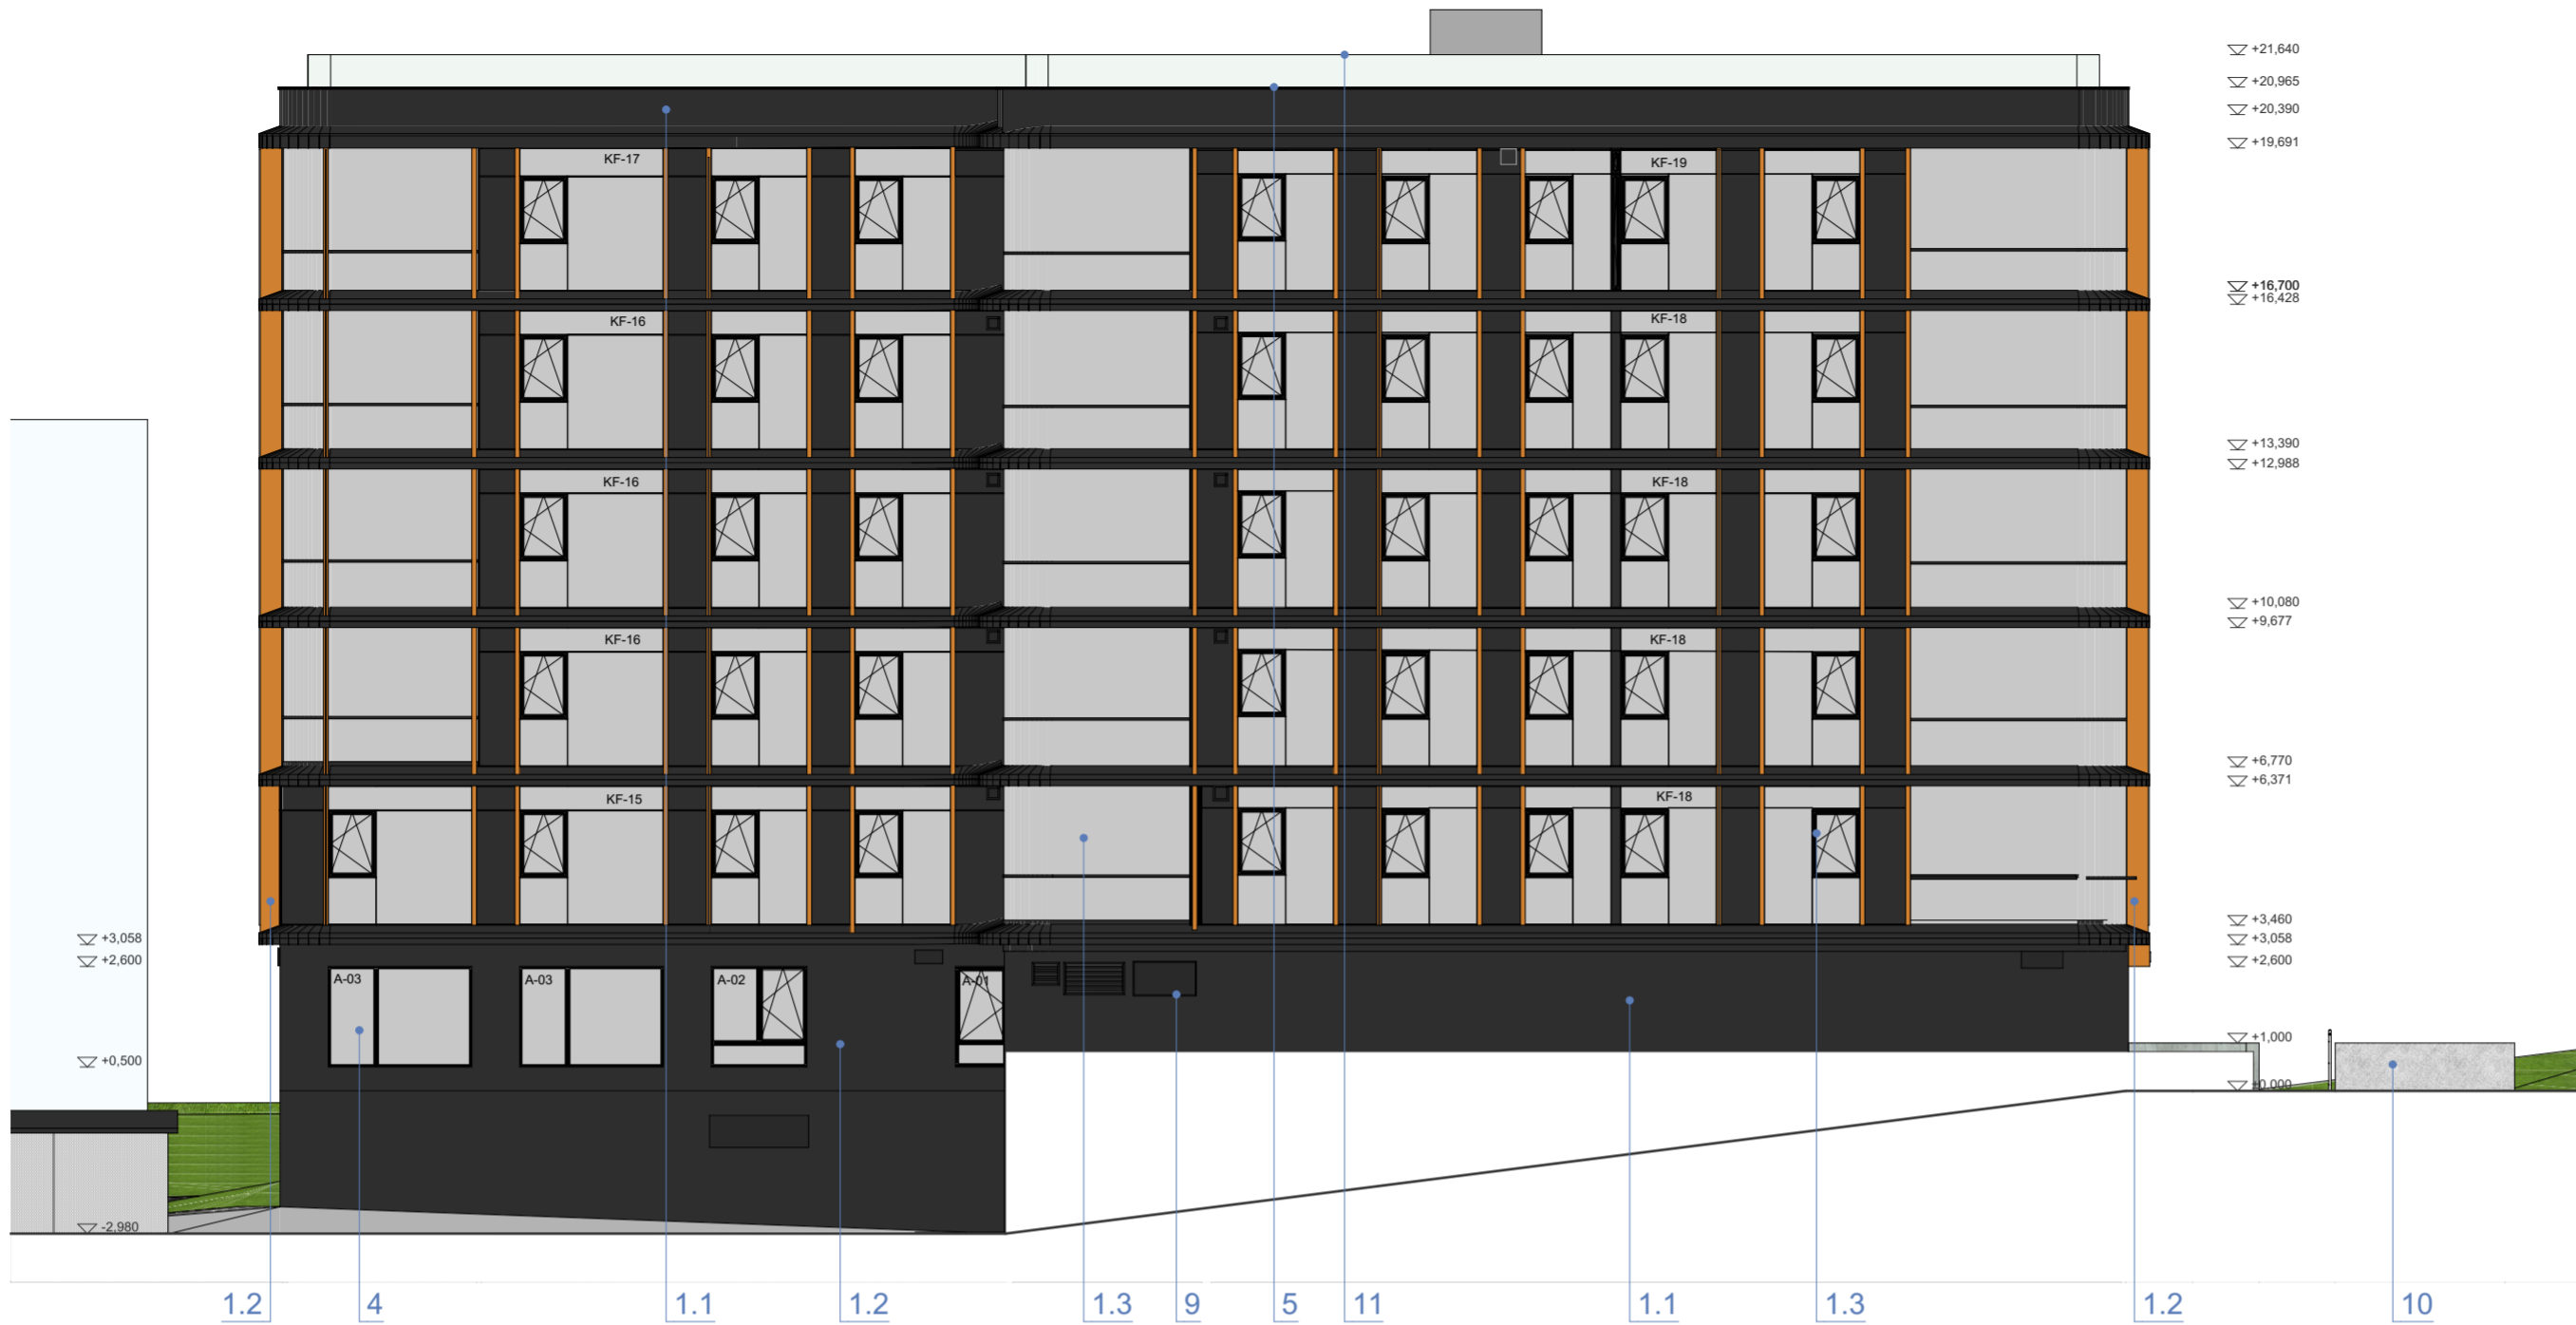 +21,640
+20,965
+20,390
+19,691
KF-17
KF-19
+16,700
+16,428
KF-16
KF-18
+13,390
+12,988
KF-16
KF-18
+10,080
+9,677
KF-16
KF-18
+6,770
+6,371
KF-15
KF-18
+3,460
+3,058
+3,058
+2,600
+2,600
A-03
A-03
A-02
A-01
+1,000
+0,500
±0,000
-2,980
1.2
4
1.1
1.2
1.3
9
5
11
1.1
1.3
1.2
10